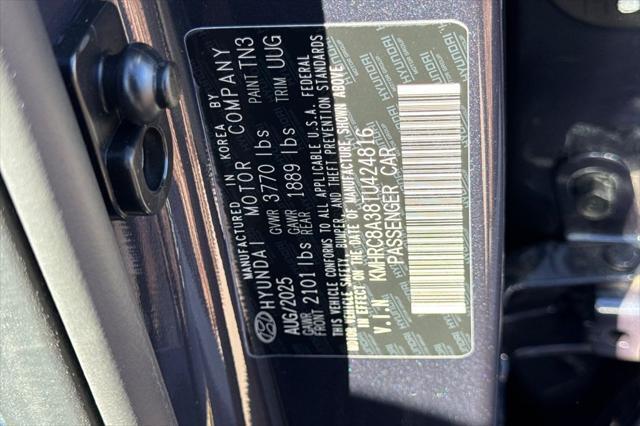 MANUFACTURED IN KOREA BY
HYUNDAI MOTOR COMPANY
AUG/2025 GVWR 3770 lbs PAINT TN3
GAWR FRONT 2101 lbs GAWR REAR 1889 lbs TRIM UUG
THIS VEHICLE CONFORMS TO ALL APPLICABLE U.S.A. FEDERAL
MOTOR VEHICLE SAFETY, BUMPER, AND THEFT PREVENTION STANDARDS
IN EFFECT ON THE DATE OF MANUFACTURE SHOWN ABOVE.
V.I.N KMHRC8A381U424816
PASSENGER CAR